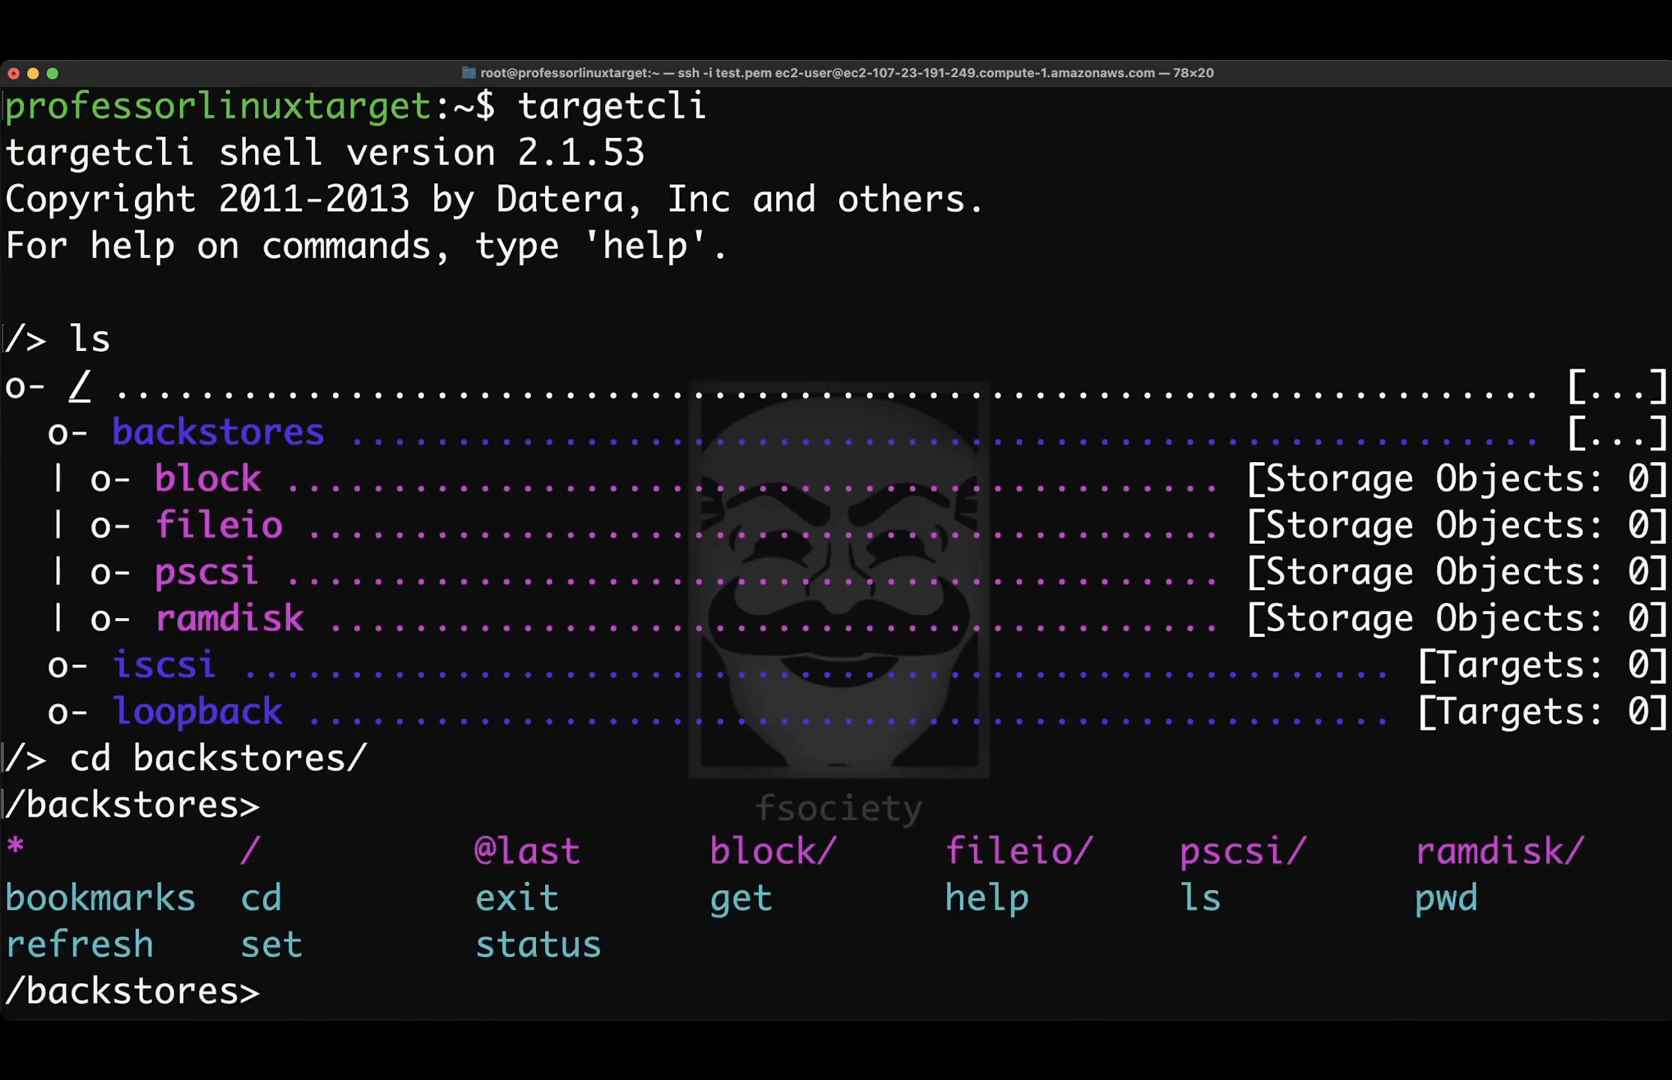 root@professorlinuxtarget:~ — ssh -i test.pem ec2-user@ec2-107-23-191-249.compute-1.amazonaws.com — 78×20
professorlinuxtarget:~$ targetcli
targetcli shell version 2.1.53
Copyright 2011-2013 by Datera, Inc and others.
For help on commands, type 'help'.
/> ls
o- / ................................................................... [...]
  o- backstores ........................................................ [...]
  | o- block ............................................ [Storage Objects: 0]
  | o- fileio ........................................... [Storage Objects: 0]
  | o- pscsi ............................................ [Storage Objects: 0]
  | o- ramdisk .......................................... [Storage Objects: 0]
  o- iscsi ...................................................... [Targets: 0]
  o- loopback ................................................... [Targets: 0]
/> cd backstores/
/backstores>
fsociety
*          /          @last      block/     fileio/    pscsi/     ramdisk/
bookmarks  cd         exit       get        help       ls         pwd
refresh    set        status
/backstores>